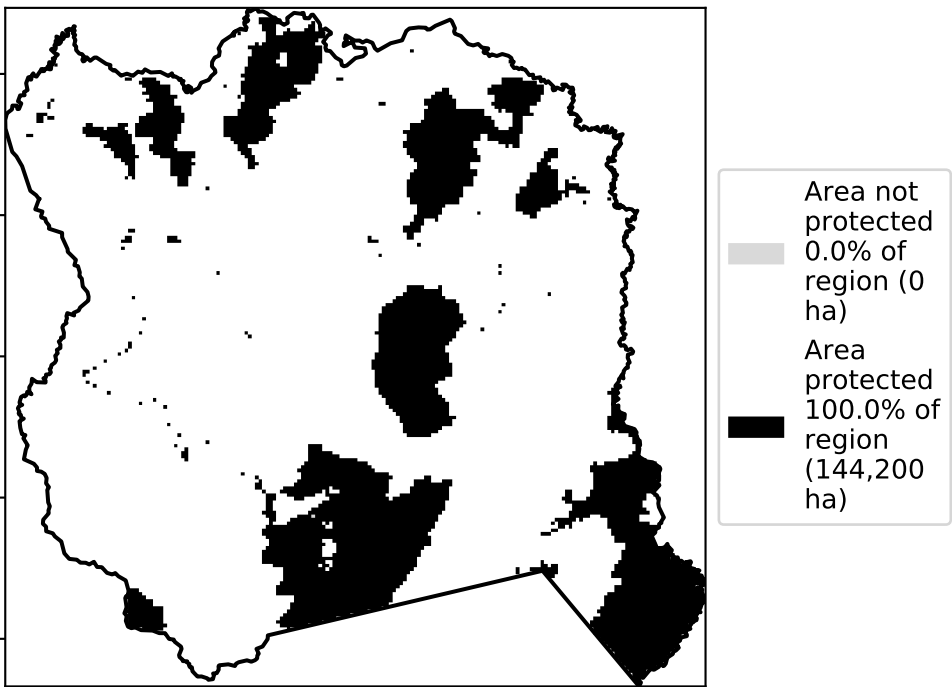 Area not
protected
0.0% of
region (0
ha)
Area
protected
100.0% of
region
(144,200
ha)